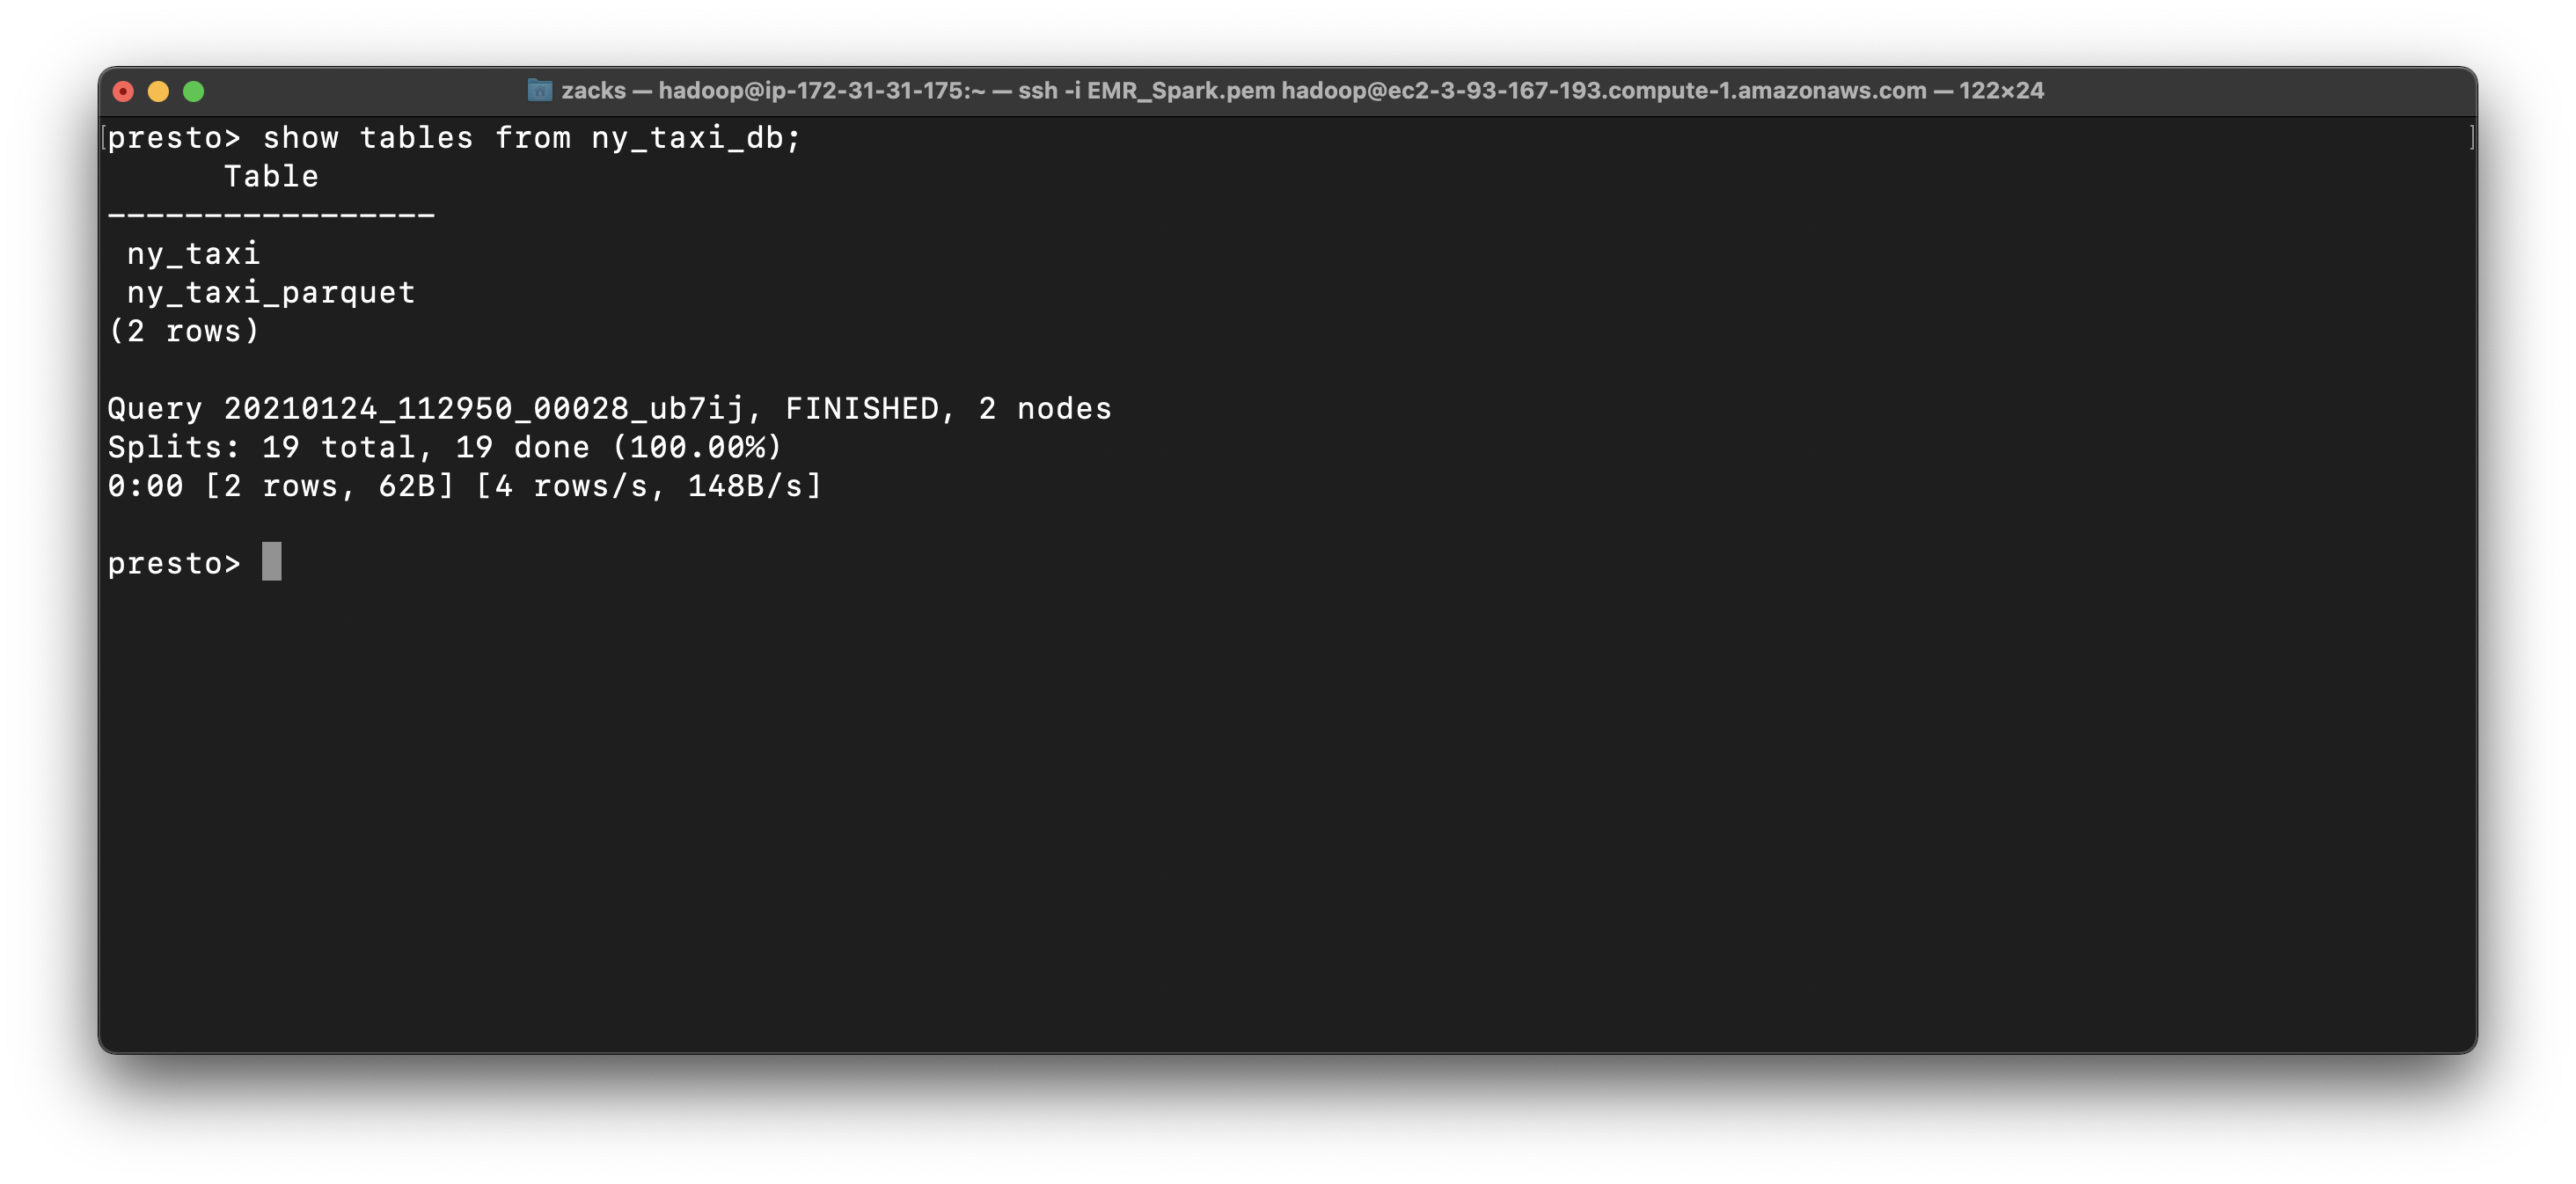 zacks — hadoop@ip-172-31-31-175:~ — ssh -i EMR_Spark.pem hadoop@ec2-3-93-167-193.compute-1.amazonaws.com — 122×24
[presto> show tables from ny_taxi_db; ]
Table
-----------------
ny_taxi
ny_taxi_parquet
(2 rows)
Query 20210124_112950_00028_ub7ij, FINISHED, 2 nodes
Splits: 19 total, 19 done (100.00%)
0:00 [2 rows, 62B] [4 rows/s, 148B/s]
presto>